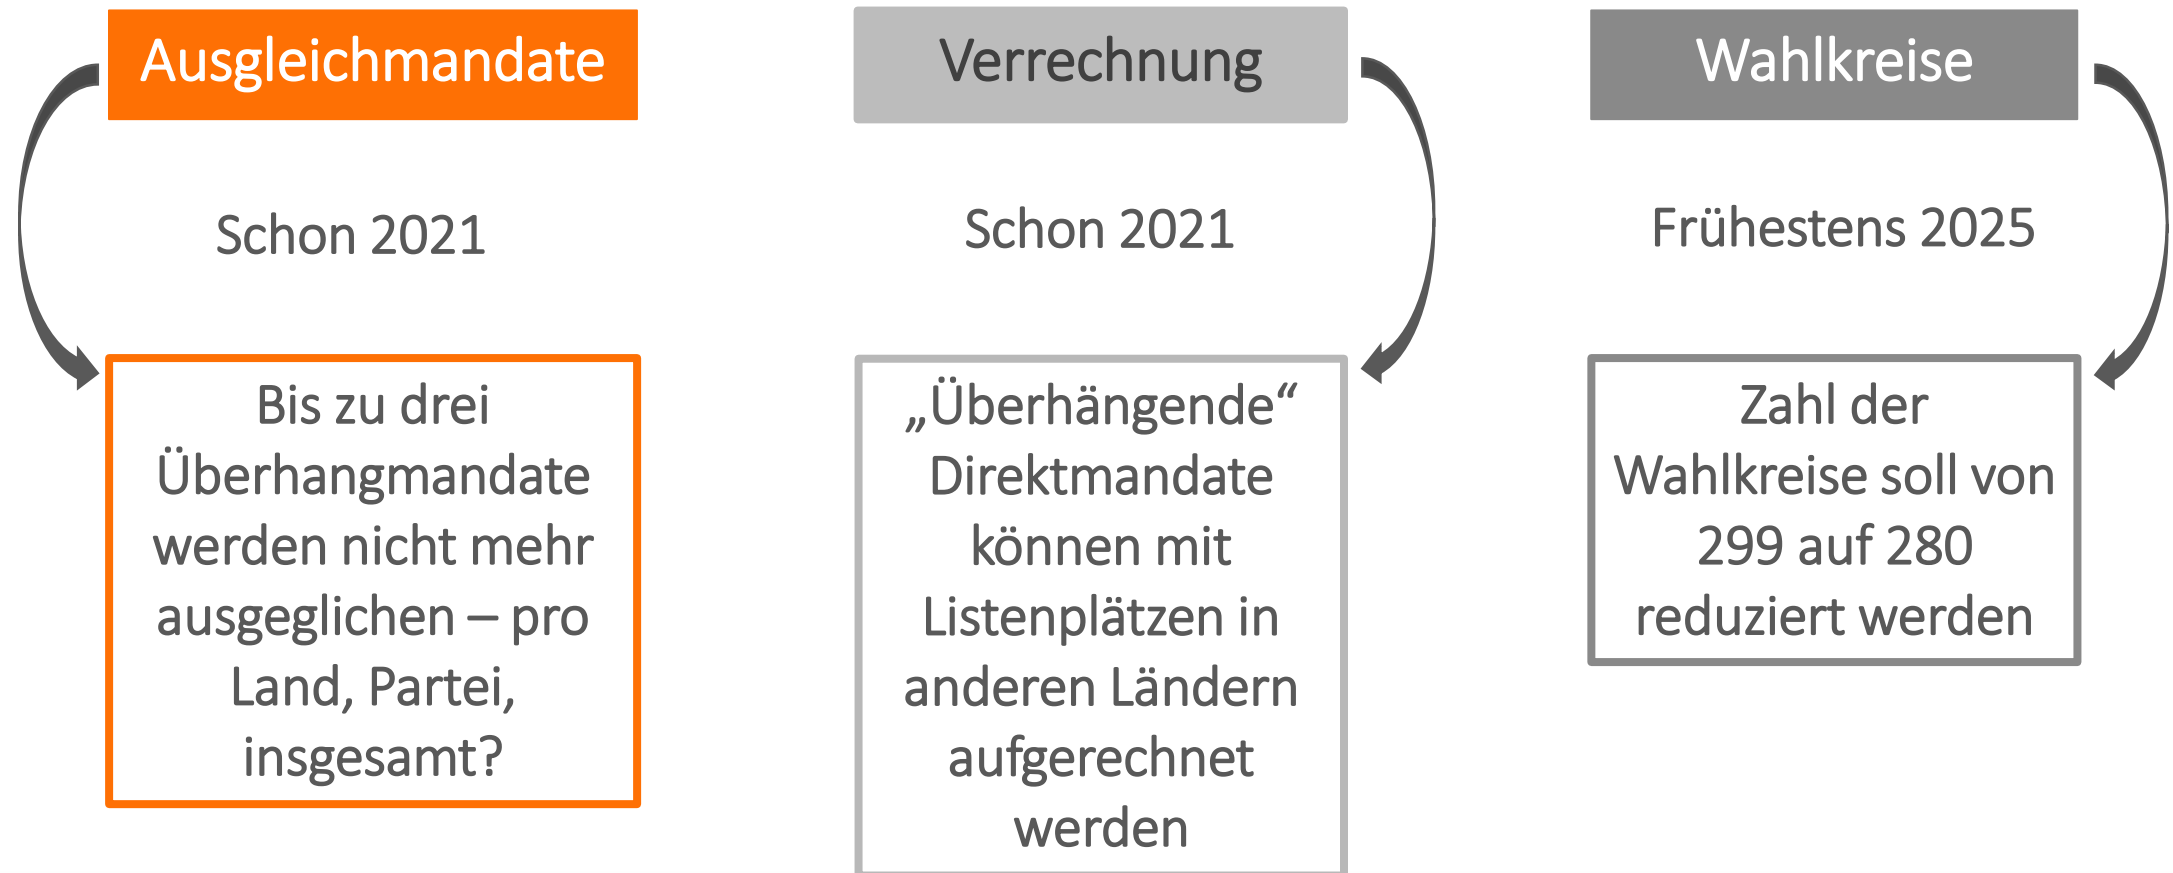 Ausgleichmandate
Schon 2021
Bis zu drei
Überhangmandate
werden nicht mehr
ausgeglichen – pro
Land, Partei,
insgesamt?
Verrechnung
Schon 2021
„Überhängende“
Direktmandate
können mit
Listenplätzen in
anderen Ländern
aufgerechnet
werden
Wahlkreise
Frühestens 2025
Zahl der
Wahlkreise soll von
299 auf 280
reduziert werden